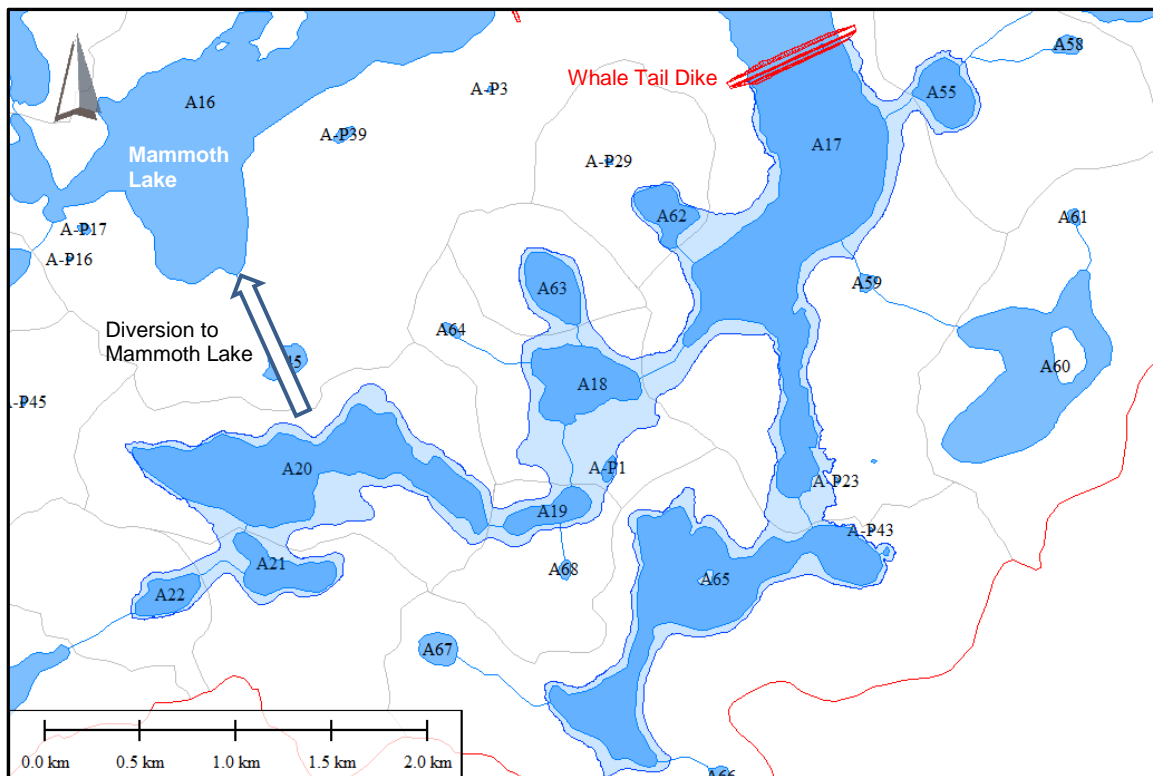 A58
Whale Tail Dike
A-P3
A55
A16
A-P39
A17
Mammoth
Lake
A-P29
A62
A61
A-P17
A-P16
A59
A63
Diversion to
Mammoth Lake
A64
A60
A18
A20
A-P1
A-P23
A19
A-P43
A21
A68
A65
A22
A67
0.0 km 0.5 km 1.0 km 1.5 km 2.0 km